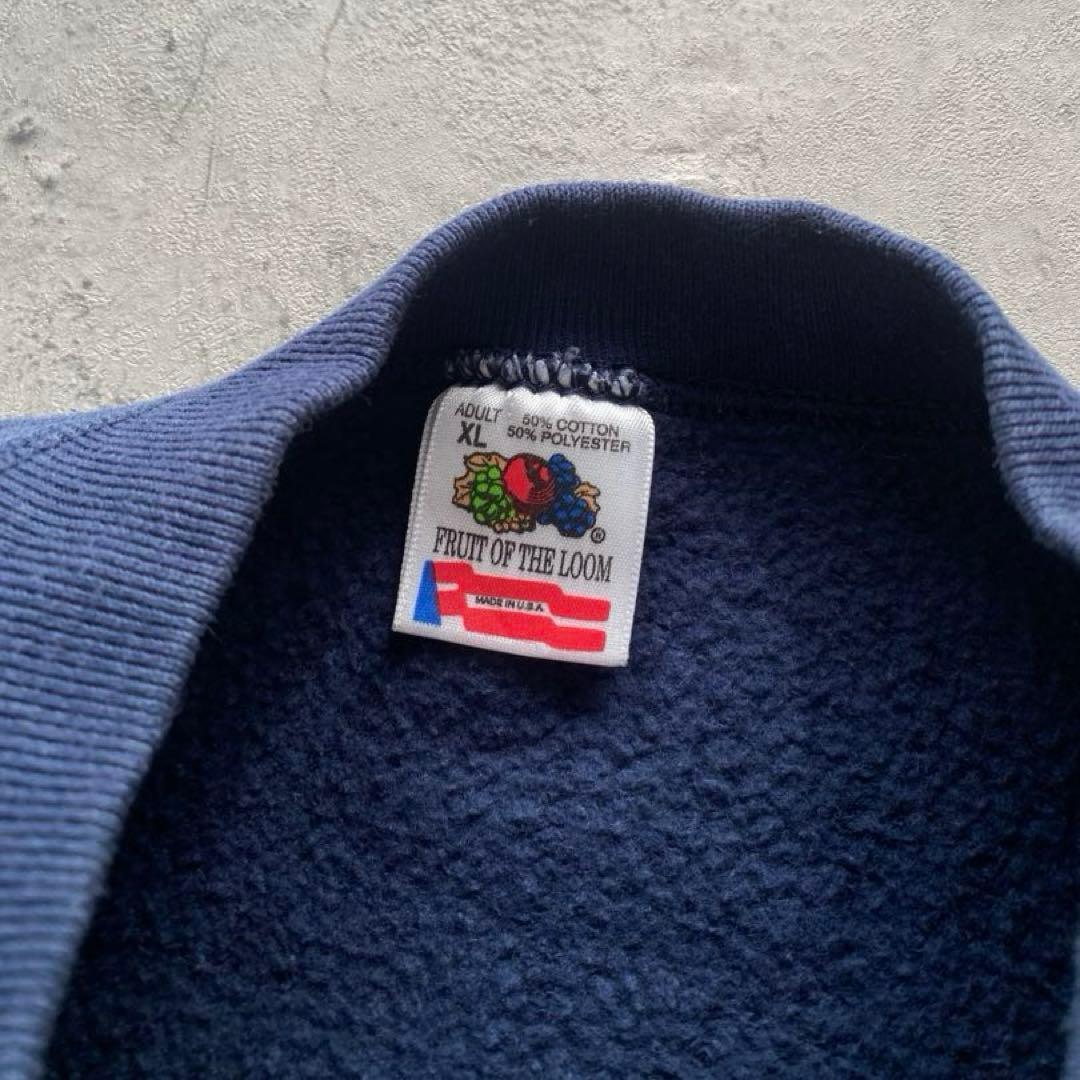 ADULT 50% COTTON
XL 50% POLYESTER
®
FRUIT OF THE LOOM
MADE IN U.S.A.